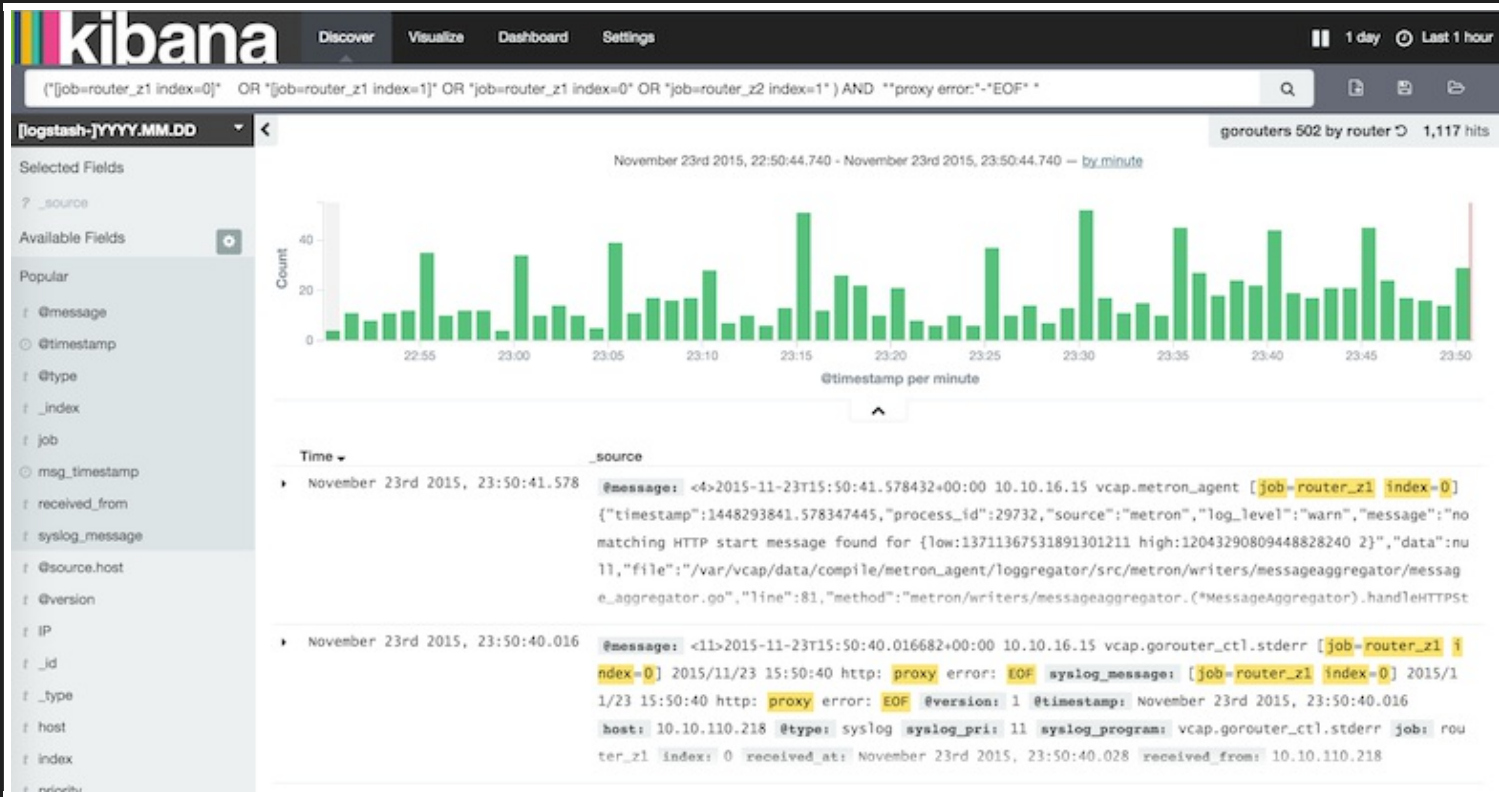 kibana
Discover Visualize Dashboard Settings
1 day Last 1 hour
("[job=router_z1 index=0]" OR "[job=router_z1 index=1]" OR "job=router_z1 index=0" OR "job=router_z2 index=1" ) AND ""proxy error:"-"EOF" "
[logstash-]YYYY.MM.DD
gorouters 502 by router 1,117 hits
Selected Fields
? _source
Available Fields
Popular
t @message
@timestamp
t @type
t _index
t job
msg_timestamp
t received_from
t syslog_message
t @source.host
t @version
t IP
t _id
t _type
t host
t index
t priority
November 23rd 2015, 22:50:44.740 - November 23rd 2015, 23:50:44.740 — by minute
Count
40
20
0
22:55 23:00 23:05 23:10 23:15 23:20 23:25 23:30 23:35 23:40 23:45 23:50
@timestamp per minute
Time _source
November 23rd 2015, 23:50:41.578 @message: <4>2015-11-23T15:50:41.578432+00:00 10.10.16.15 vcap.metron_agent [job=router_z1 index=0]
{"timestamp":1448293841.578347445,"process_id":29732,"source":"metron","log_level":"warn","message":"no
matching HTTP start message found for {low:13711367531891301211 high:12043290809448828240 2}","data":nu
ll,"file":"/var/vcap/data/compile/metron_agent/loggregator/src/metron/writers/messageaggregator/messag
e_aggregator.go","line":81,"method":"metron/writers/messageaggregator.(*MessageAggregator).handleHTTPSt
November 23rd 2015, 23:50:40.016 @message: <11>2015-11-23T15:50:40.016682+00:00 10.10.16.15 vcap.gorouter_ctl.stderr [job=router_z1 i
ndex=0] 2015/11/23 15:50:40 http: proxy error: EOF syslog_message: [job=router_z1 index=0] 2015/1
1/23 15:50:40 http: proxy error: EOF @version: 1 @timestamp: November 23rd 2015, 23:50:40.016
host: 10.10.110.218 @type: syslog syslog_pri: 11 syslog_program: vcap.gorouter_ctl.stderr job: rou
ter_z1 index: 0 received_at: November 23rd 2015, 23:50:40.028 received_from: 10.10.110.218